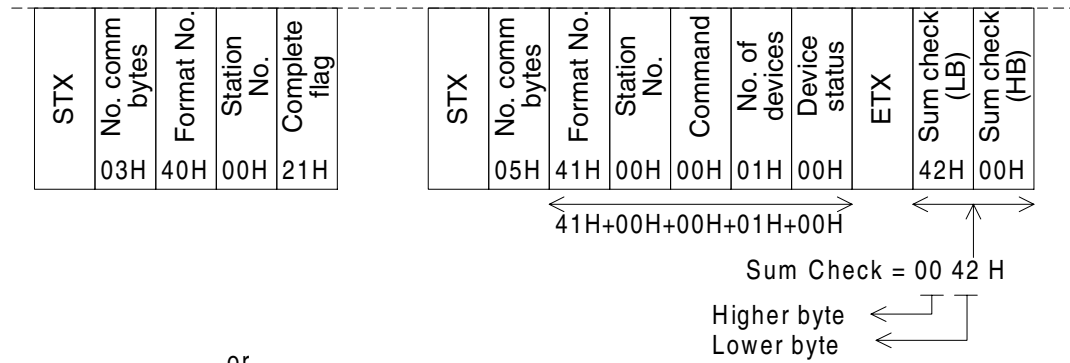 STX
No. comm
bytes
03H
Format No.
40H
Station
No.
00H
Complete
flag
21H
STX
No. comm
bytes
05H
Format No.
41H
Station
No.
00H
Command
00H
No. of
devices
01H
Device
status
00H
ETX
Sum check
(LB)
42H
Sum check
(HB)
00H
41H+00H+00H+01H+00H
Sum Check = 00 42 H
Higher byte
Lower byte
or